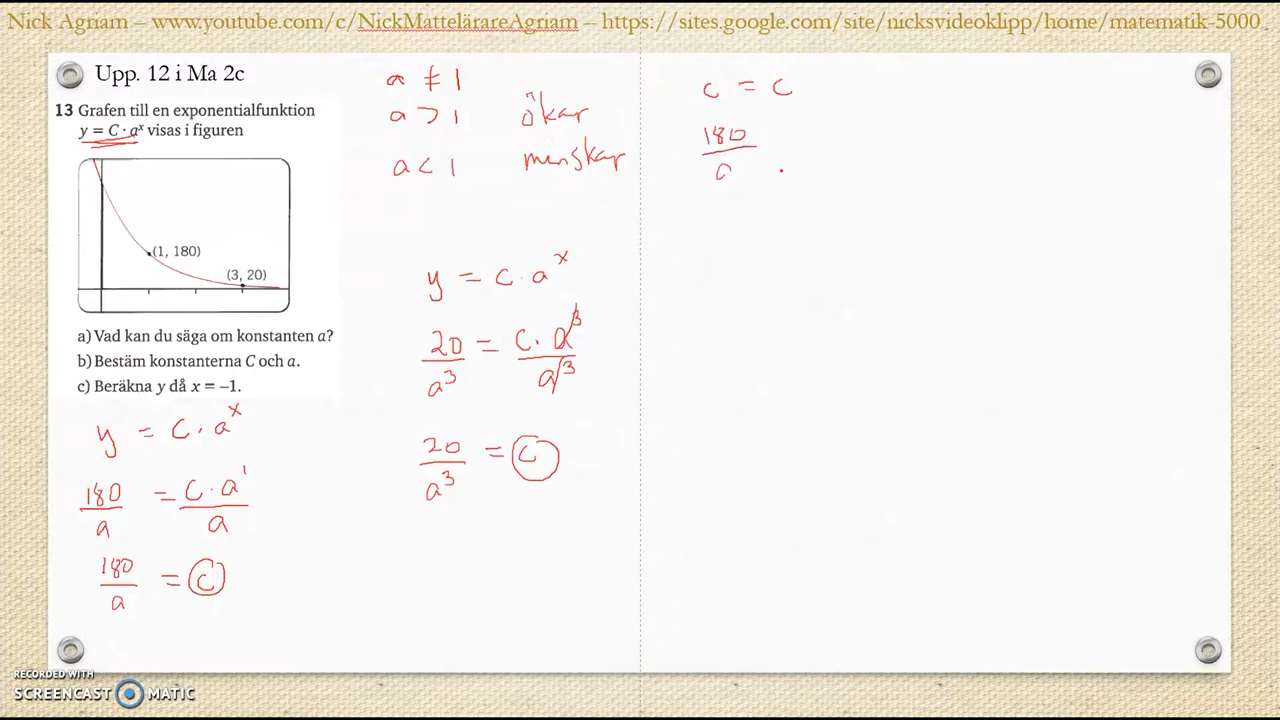 Nick Agriam – www.youtube.com/c/NickMattelärareAgriam – https://sites.google.com/site/nicksvideoklipp/home/matematik-5000
Upp. 12 i Ma 2c
13 Grafen till en exponentialfunktion
y = C · a^x visas i figuren
(1, 180)
(3, 20)
a) Vad kan du säga om konstanten a?
b) Bestäm konstanterna C och a.
c) Beräkna y då x = –1.
y = C · a^x
180/a = C · a^1/a
180/a = C
a ≠ 1
a > 1 ökar
a < 1 minskar
y = C · a^x
20/a^3 = C · a^3/a^3
20/a^3 = C
C = C
180/a
RECORDED WITH
SCREENCAST MATIC